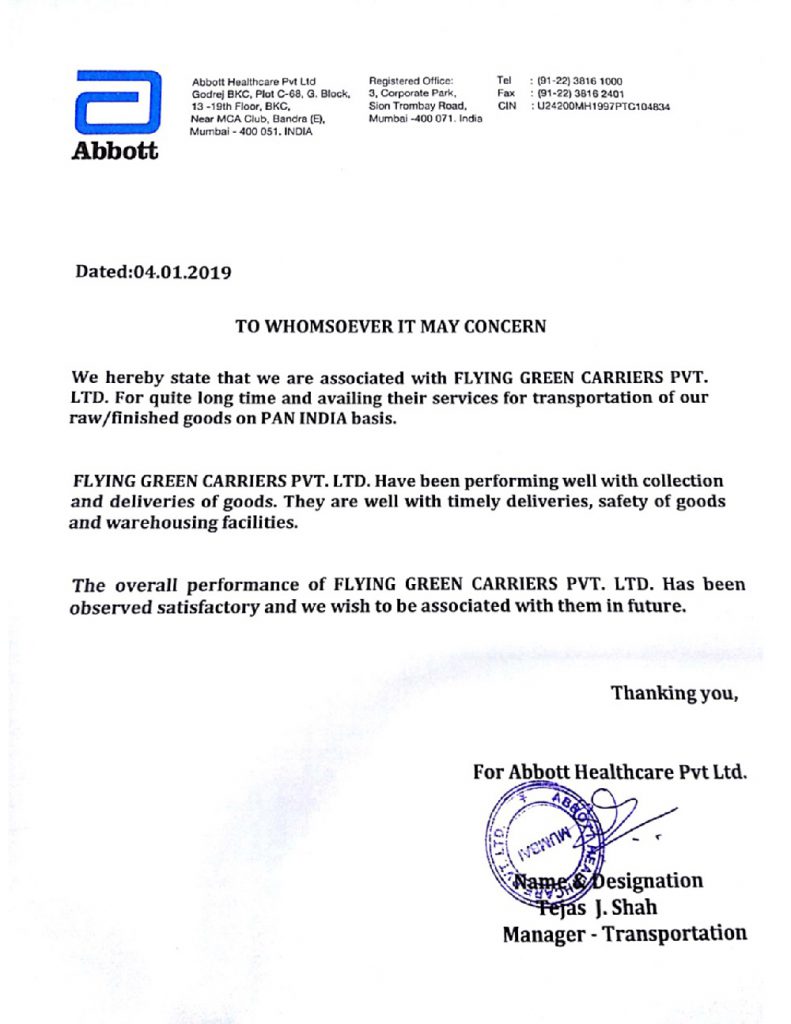 Abbott
Abbott Healthcare Pvt Ltd
Godrej BKC, Plot C-68, G. Block,
13 -19th Floor, BKC,
Near MCA Club, Bandra (E),
Mumbai - 400 051. INDIA
Registered Office:
3, Corporate Park,
Sion Trombay Road,
Mumbai -400 071. India
Tel : (91-22) 3816 1000
Fax : (91-22) 3816 2401
CIN : U24200MH1997PTC104834
Dated:04.01.2019
TO WHOMSOEVER IT MAY CONCERN
We hereby state that we are associated with FLYING GREEN CARRIERS PVT.
LTD. For quite long time and availing their services for transportation of our
raw/finished goods on PAN INDIA basis.
FLYING GREEN CARRIERS PVT. LTD. Have been performing well with collection
and deliveries of goods. They are well with timely deliveries, safety of goods
and warehousing facilities.
The overall performance of FLYING GREEN CARRIERS PVT. LTD. Has been
observed satisfactory and we wish to be associated with them in future.
Thanking you,
For Abbott Healthcare Pvt Ltd.
ABBOTT HEALTHCARE PVT LTD.
MUMBAI
Name & Designation
Tejas J. Shah
Manager - Transportation